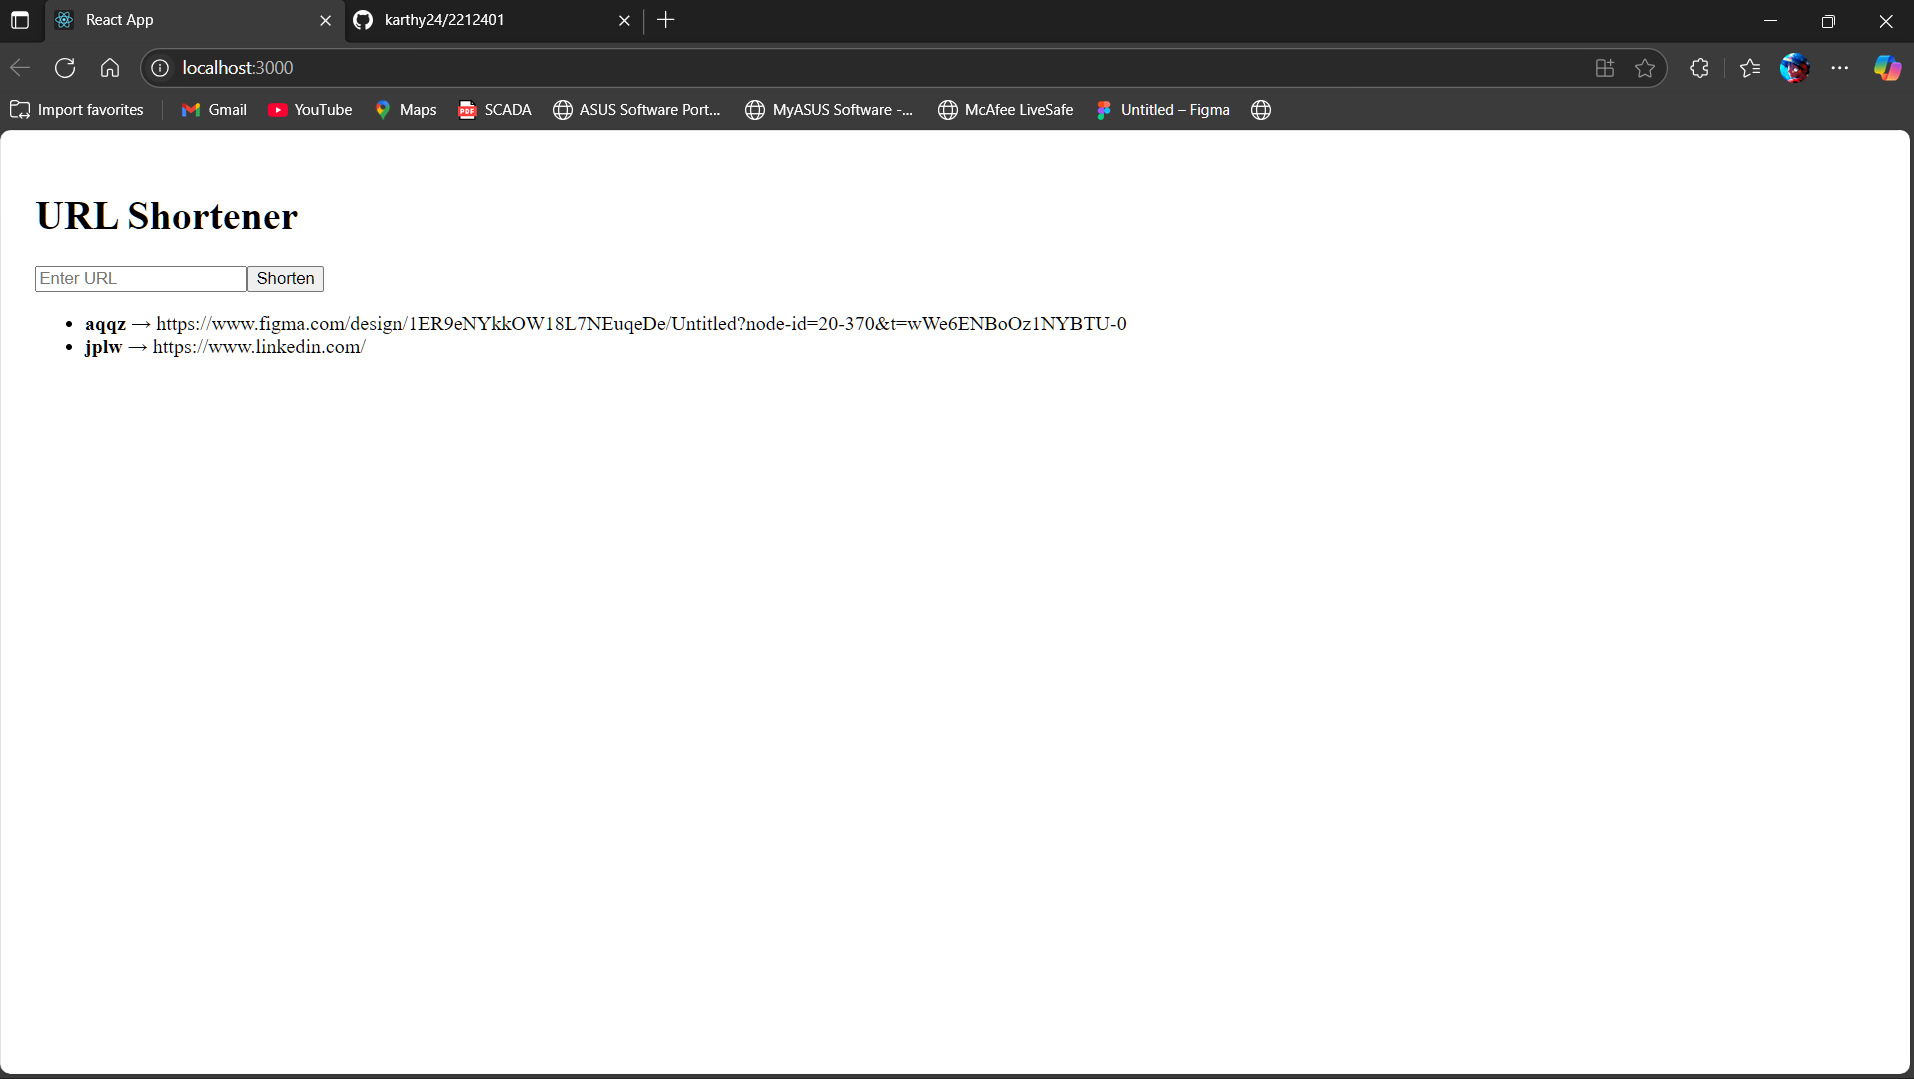 React App
karthy24/2212401
localhost:3000
Import favorites
Gmail
YouTube
Maps
PDF
SCADA
ASUS Software Port...
MyASUS Software -...
McAfee LiveSafe
Untitled – Figma
URL Shortener
Enter URL
Shorten
• aqqz → https://www.figma.com/design/1ER9eNYkkOW18L7NEuqeDe/Untitled?node-id=20-370&t=wWe6ENBoOz1NYBTU-0
• jplw → https://www.linkedin.com/